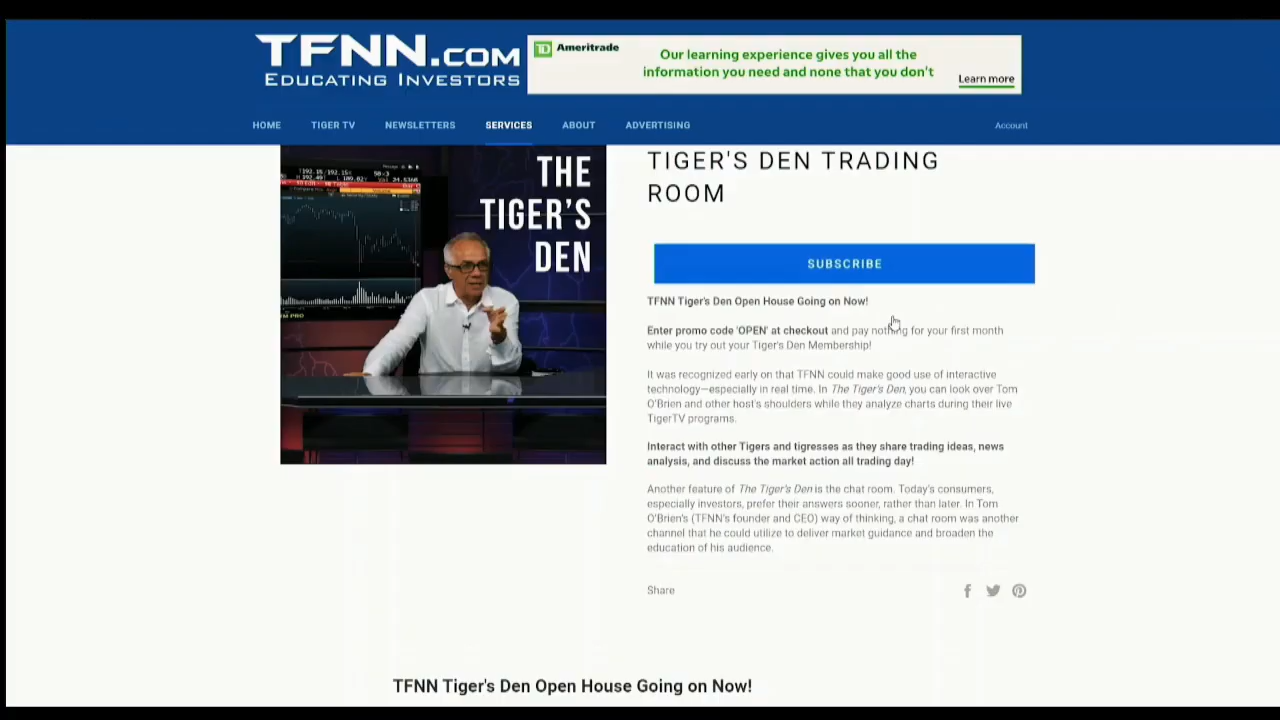 TFNN.COM
EDUCATING INVESTORS
Ameritrade
Our learning experience gives you all the
information you need and none that you don't
Learn more
HOME
TIGER TV
NEWSLETTERS
SERVICES
ABOUT
ADVERTISING
Account
THE
TIGER'S
DEN
TIGER'S DEN TRADING
ROOM
SUBSCRIBE
TFNN Tiger's Den Open House Going on Now!
Enter promo code 'OPEN' at checkout and pay nothing for your first month
while you try out your Tiger's Den Membership!
It was recognized early on that TFNN could make good use of interactive
technology—especially in real time. In The Tiger's Den, you can look over Tom
O'Brien and other host's shoulders while they analyze charts during their live
TigerTV programs.
Interact with other Tigers and tigresses as they share trading ideas, news
analysis, and discuss the market action all trading day!
Another feature of The Tiger's Den is the chat room. Today's consumers,
especially investors, prefer their answers sooner, rather than later. In Tom
O'Brien's (TFNN's founder and CEO) way of thinking, a chat room was another
channel that he could utilize to deliver market guidance and broaden the
education of his audience.
Share
TFNN Tiger's Den Open House Going on Now!